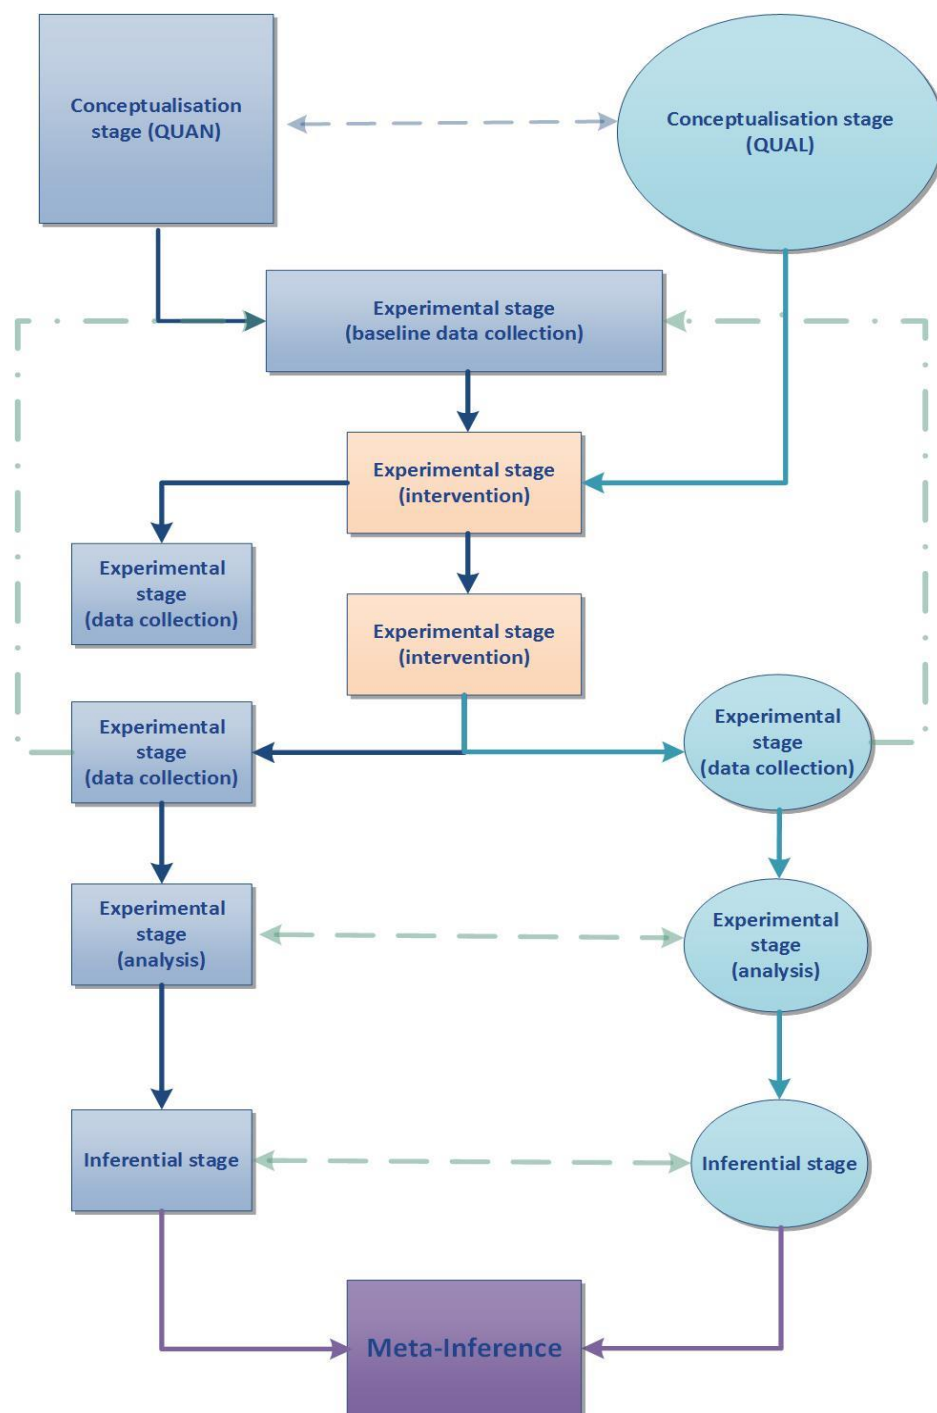 Conceptualisation
stage (QUAN)
Conceptualisation stage
(QUAL)
Experimental stage
(baseline data collection)
Experimental stage
(intervention)
Experimental
stage
(data collection)
Experimental stage
(intervention)
Experimental
stage
(data collection)
Experimental
stage
(data collection)
Experimental
stage
(analysis)
Experimental
stage
(analysis)
Inferential stage
Inferential stage
Meta-Inference